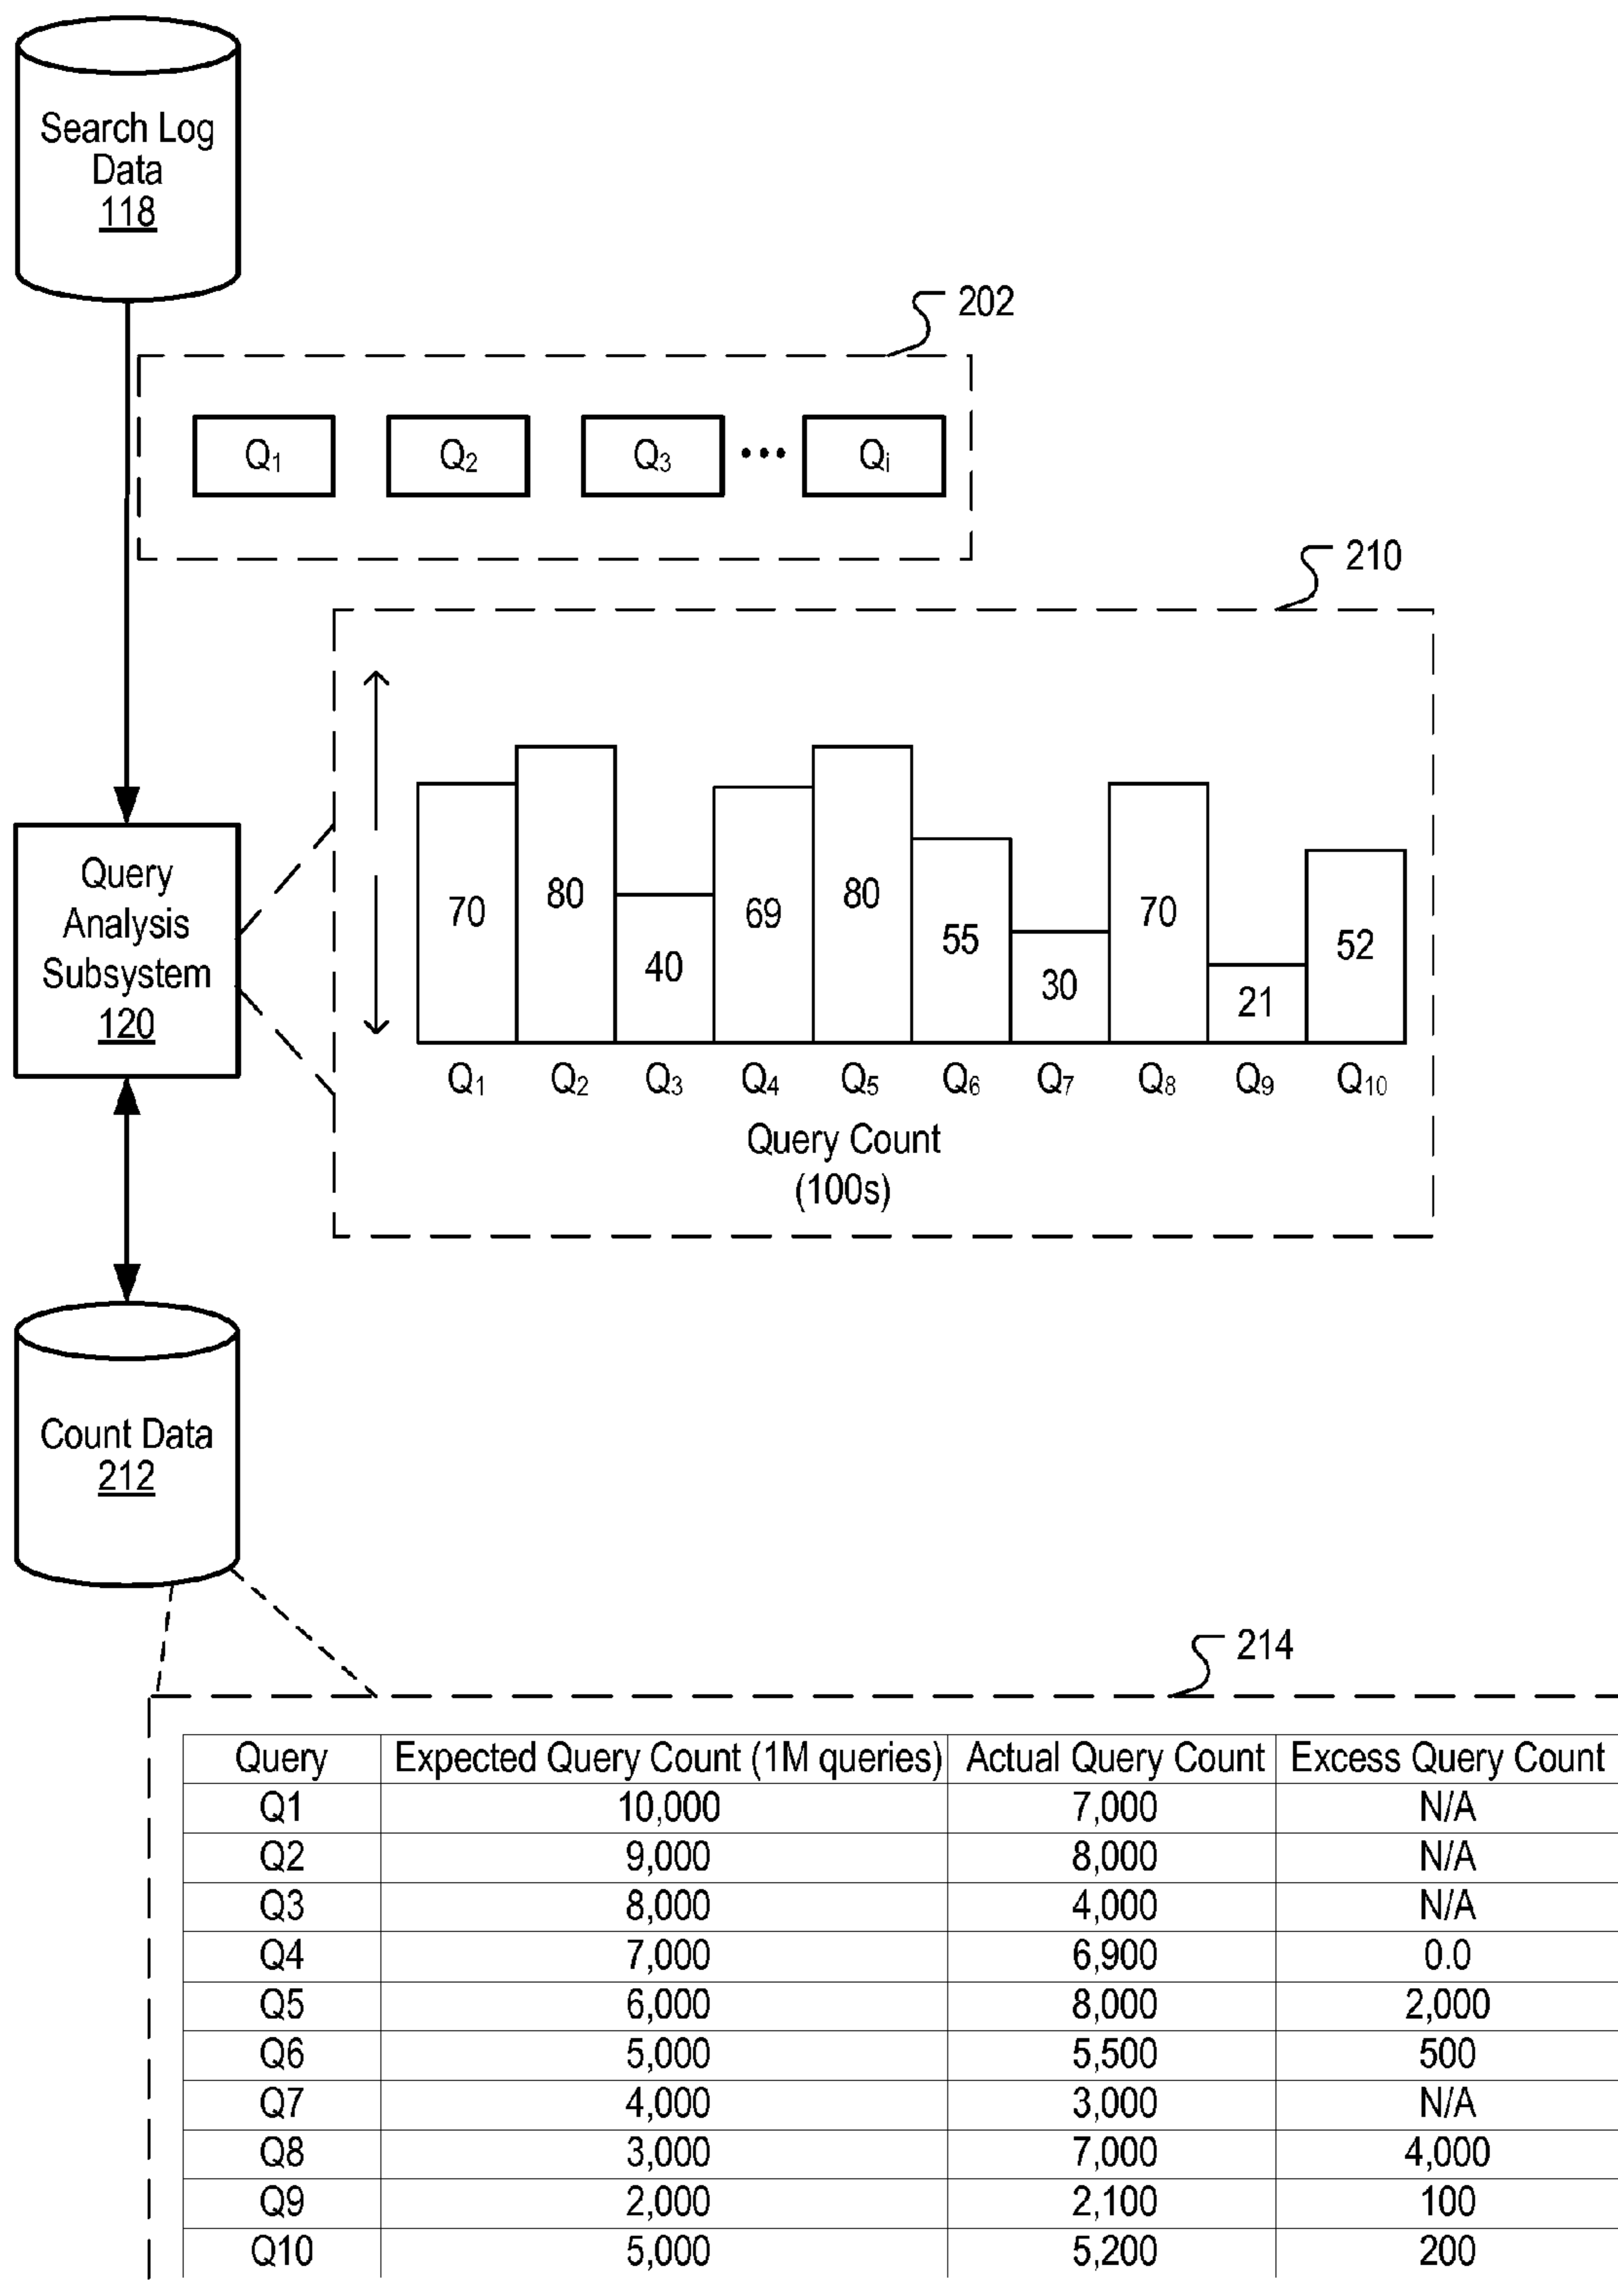 Search Log
Data
118
202
Q1 Q2 Q3 ••• Qi
210
Query
Analysis
Subsystem
120
70 80 40 69 80 55 30 70 21 52
Q1 Q2 Q3 Q4 Q5 Q6 Q7 Q8 Q9 Q10
Query Count
(100s)
Count Data
212
214
Query Expected Query Count (1M queries) Actual Query Count Excess Query Count
Q1 10,000 7,000 N/A
Q2 9,000 8,000 N/A
Q3 8,000 4,000 N/A
Q4 7,000 6,900 0.0
Q5 6,000 8,000 2,000
Q6 5,000 5,500 500
Q7 4,000 3,000 N/A
Q8 3,000 7,000 4,000
Q9 2,000 2,100 100
Q10 5,000 5,200 200